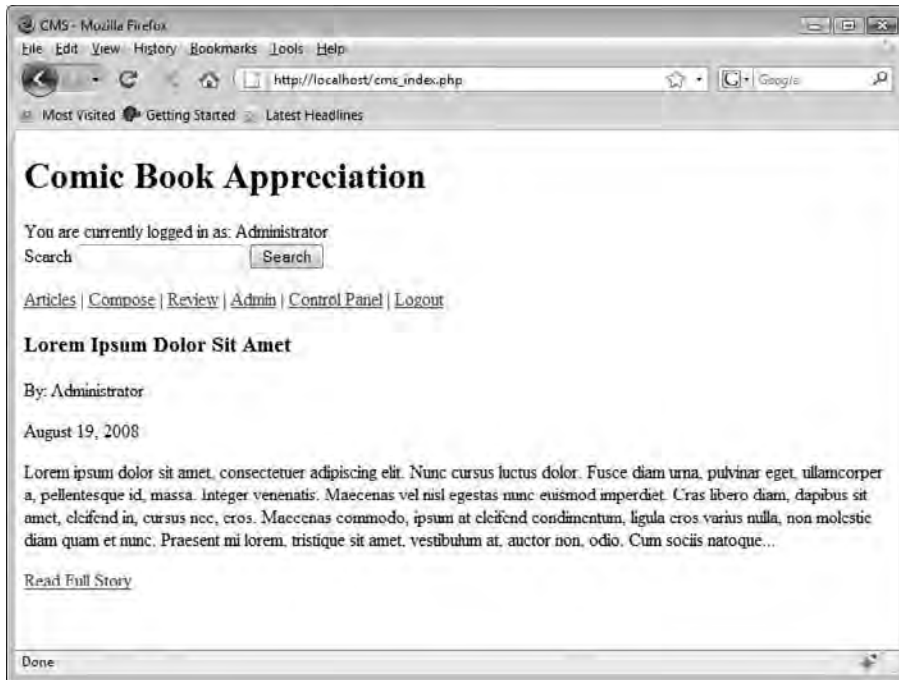 CMS - Mozilla Firefox
File Edit View History Bookmarks Tools Help
http://localhost/cms_index.php
Google
Most Visited Getting Started Latest Headlines
Comic Book Appreciation
You are currently logged in as: Administrator
Search Search
Articles | Compose | Review | Admin | Control Panel | Logout
Lorem Ipsum Dolor Sit Amet
By: Administrator
August 19, 2008
Lorem ipsum dolor sit amet, consectetuer adipiscing elit. Nunc cursus luctus dolor. Fusce diam urna, pulvinar eget, ullamcorper
a, pellentesque id, massa. Integer venenatis. Maecenas vel nisl egestas nunc euismod imperdiet. Cras libero diam, dapibus sit
amet, eleifend in, cursus nec, eros. Maecenas commodo, ipsum at eleifend condimentum, ligula eros varius nulla, non molestie
diam quam et nunc. Praesent mi lorem, tristique sit amet, vestibulum at, auctor non, odio. Cum sociis natoque...
Read Full Story
Done